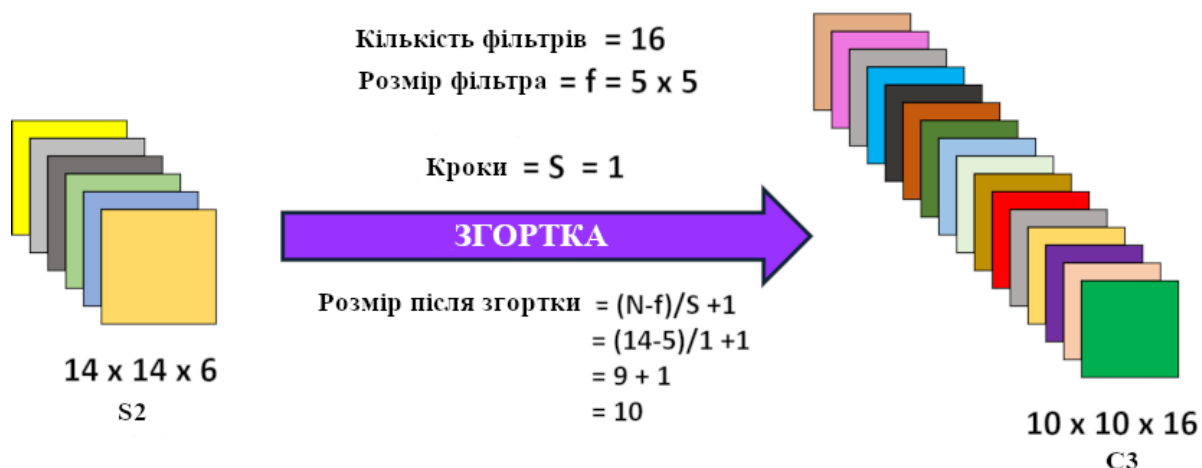 Кількість фільтрів = 16
Розмір фільтра = f = 5 x 5
Кроки = S = 1
ЗГОРТКА
Розмір після згортки = (N-f)/S +1
= (14-5)/1 +1
= 9 + 1
= 10
14 x 14 x 6
S2
10 x 10 x 16
C3